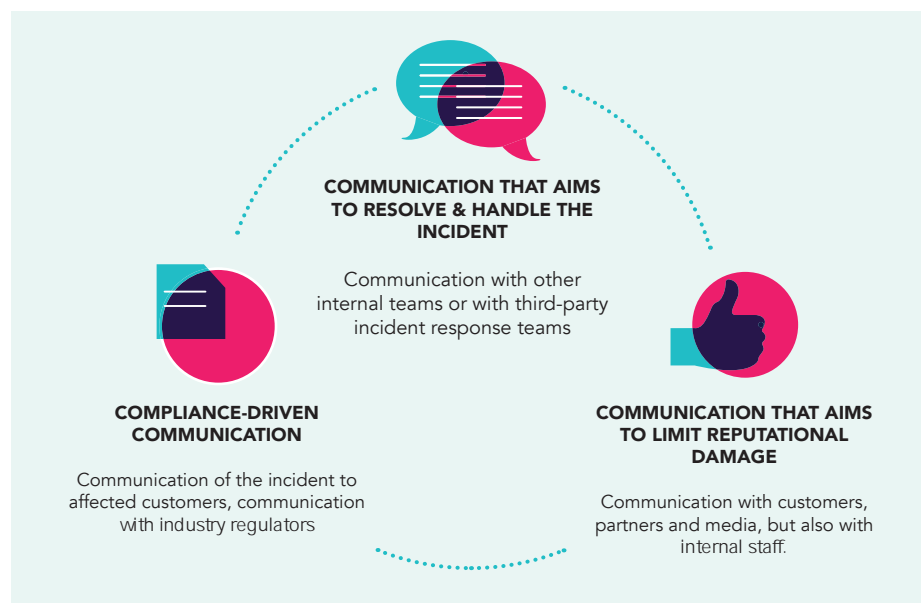 COMMUNICATION THAT AIMS
TO RESOLVE & HANDLE THE
INCIDENT
Communication with other
internal teams or with third-party
incident response teams
COMPLIANCE-DRIVEN
COMMUNICATION
Communication of the incident to
affected customers, communication
with industry regulators
COMMUNICATION THAT AIMS
TO LIMIT REPUTATIONAL
DAMAGE
Communication with customers,
partners and media, but also with
internal staff.